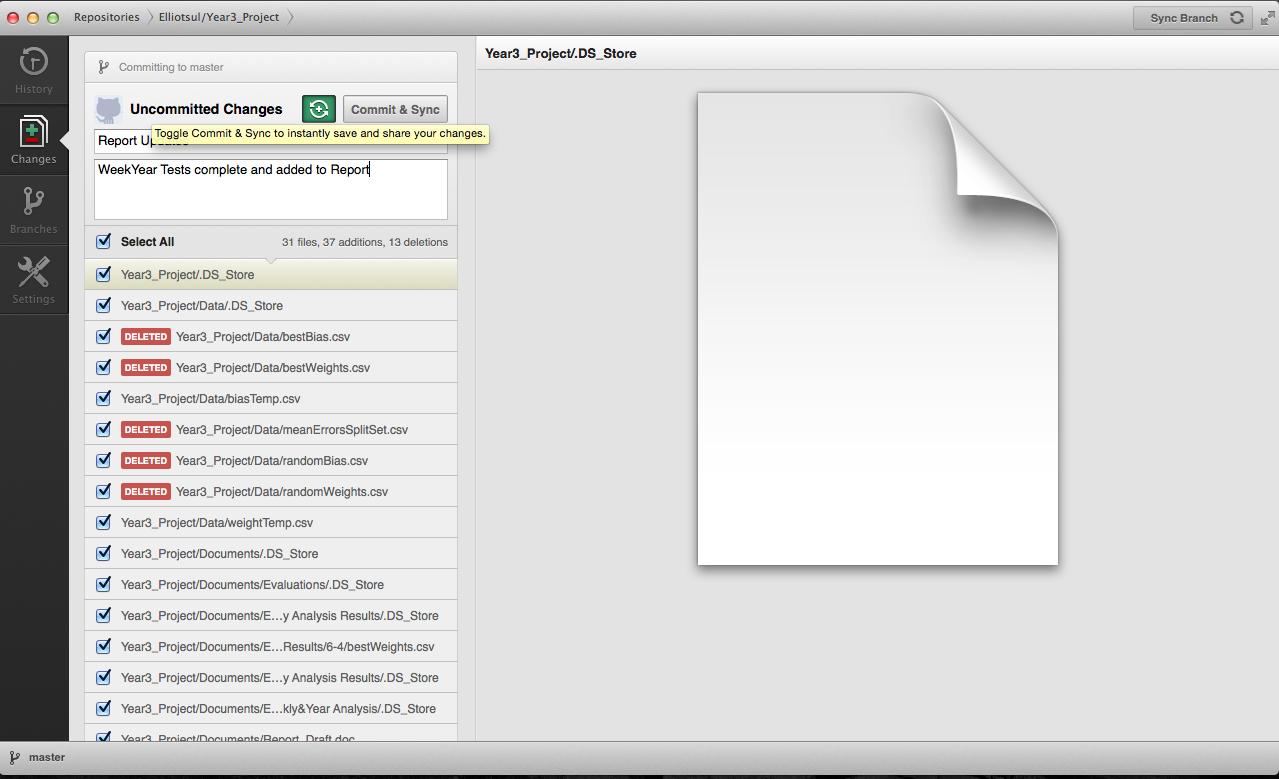 Repositories
Elliotsul/Year3_Project
Sync Branch
History
Changes
Branches
Settings
Committing to master
Uncommitted Changes
Commit & Sync
Toggle Commit & Sync to instantly save and share your changes.
Report Updates
WeekYear Tests complete and added to Report
Select All
31 files, 37 additions, 13 deletions
Year3_Project/.DS_Store
Year3_Project/Data/.DS_Store
DELETED Year3_Project/Data/bestBias.csv
DELETED Year3_Project/Data/bestWeights.csv
Year3_Project/Data/biasTemp.csv
DELETED Year3_Project/Data/meanErrorsSplitSet.csv
DELETED Year3_Project/Data/randomBias.csv
DELETED Year3_Project/Data/randomWeights.csv
Year3_Project/Data/weightTemp.csv
Year3_Project/Documents/.DS_Store
Year3_Project/Documents/Evaluations/.DS_Store
Year3_Project/Documents/E...y Analysis Results/.DS_Store
Year3_Project/Documents/E...Results/6-4/bestWeights.csv
Year3_Project/Documents/E...y Analysis Results/.DS_Store
Year3_Project/Documents/E...kly&Year Analysis/.DS_Store
Year3_Project/Documents/Report_Draft.doc
Year3_Project/.DS_Store
master